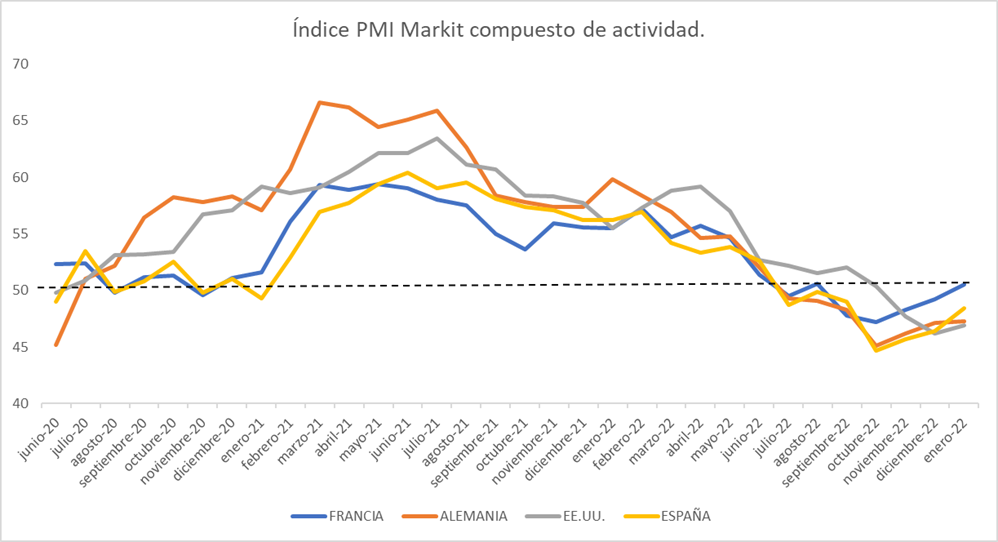 Índice PMI Markit compuesto de actividad.
70
65
60
55
50
45
40
junio-20
julio-20
agosto-20
septiembre-20
octubre-20
noviembre-20
diciembre-20
enero-21
febrero-21
marzo-21
abril-21
mayo-21
junio-21
julio-21
agosto-21
septiembre-21
octubre-21
noviembre-21
diciembre-21
enero-22
febrero-22
marzo-22
abril-22
mayo-22
junio-22
julio-22
agosto-22
septiembre-22
octubre-22
noviembre-22
diciembre-22
enero-22
FRANCIA ALEMANIA EE.UU. ESPAÑA